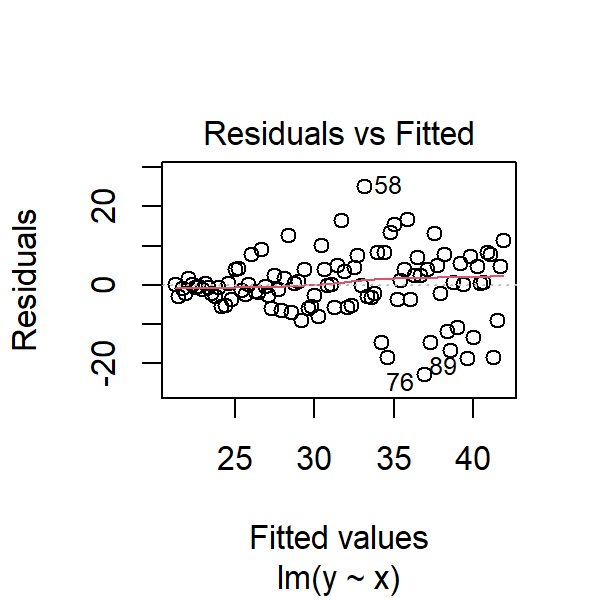 Residuals vs Fitted
Residuals
20
0
-20
58
76
89
25 30 35 40
Fitted values
lm(y ~ x)